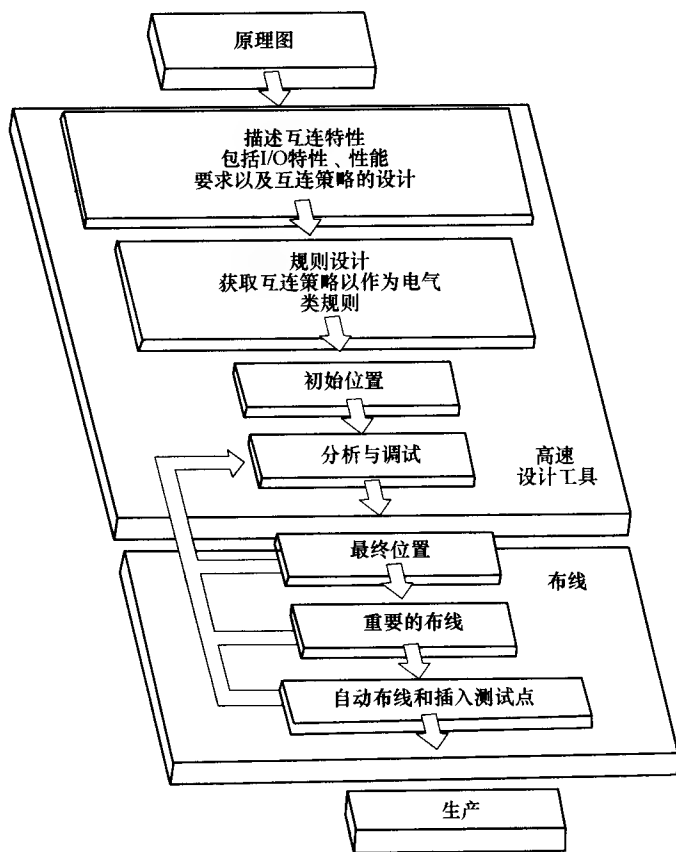 原理图
描述互连特性
包括I/O特性、性能
要求以及互连策略的设计
规则设计
获取互连策略以作为电气
类规则
初始位置
分析与调试
高速
设计工具
最终位置
布线
重要的布线
自动布线和插入测试点
生产